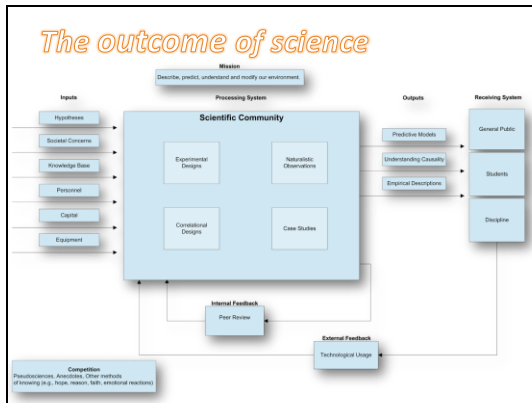 The outcome of science
Mission
Describe, predict, understand and modify our environment.
Inputs
Processing System
Outputs
Receiving System
Hypotheses
Societal Concerns
Knowledge Base
Personnel
Capital
Equipment
Scientific Community
Experimental
Designs
Naturalistic
Observations
Correlational
Designs
Case Studies
Predictive Models
Understanding Causality
Empirical Descriptions
General Public
Students
Discipline
Internal Feedback
Peer Review
External Feedback
Technological Usage
Competition
Pseudosciences, Anecdotes, Other methods
of knowing (e.g., hope, reason, faith, emotional reactions)